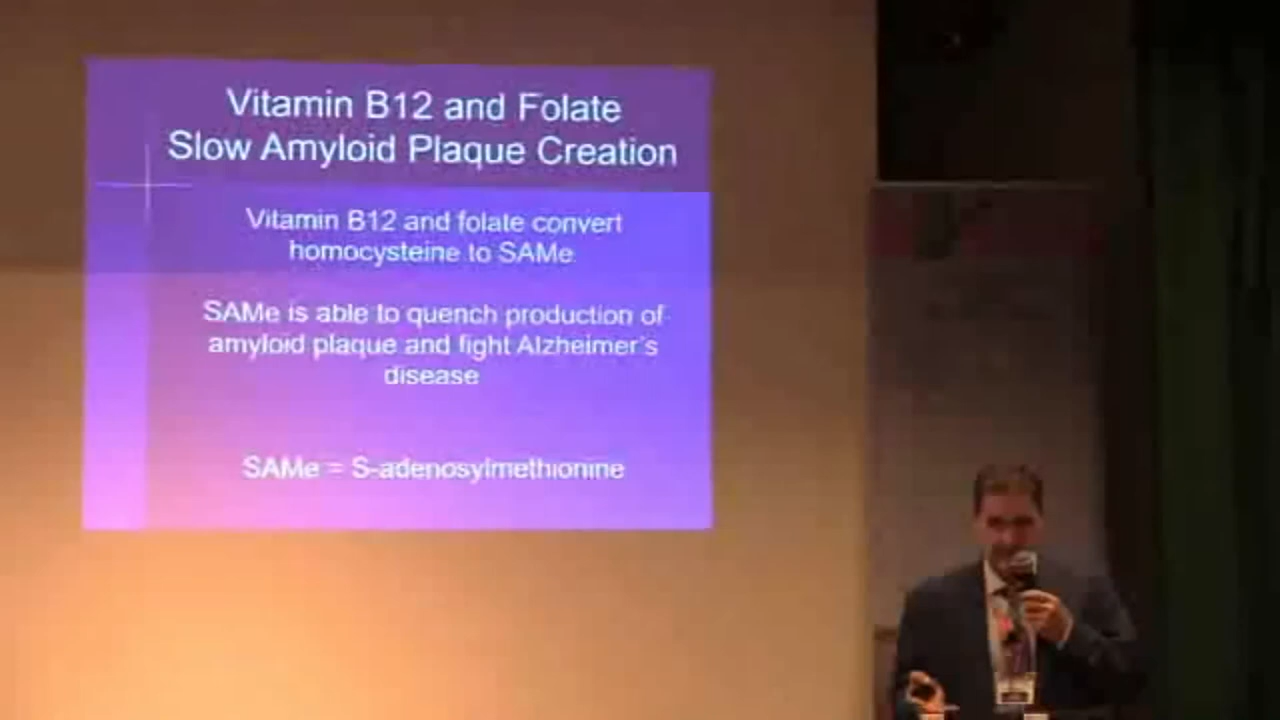 Vitamin B12 and Folate
Slow Amyloid Plaque Creation
Vitamin B12 and folate convert
homocysteine to SAMe
SAMe is able to quench production of
amyloid plaque and fight Alzheimer's
disease
SAMe = S-adenosylmethionine